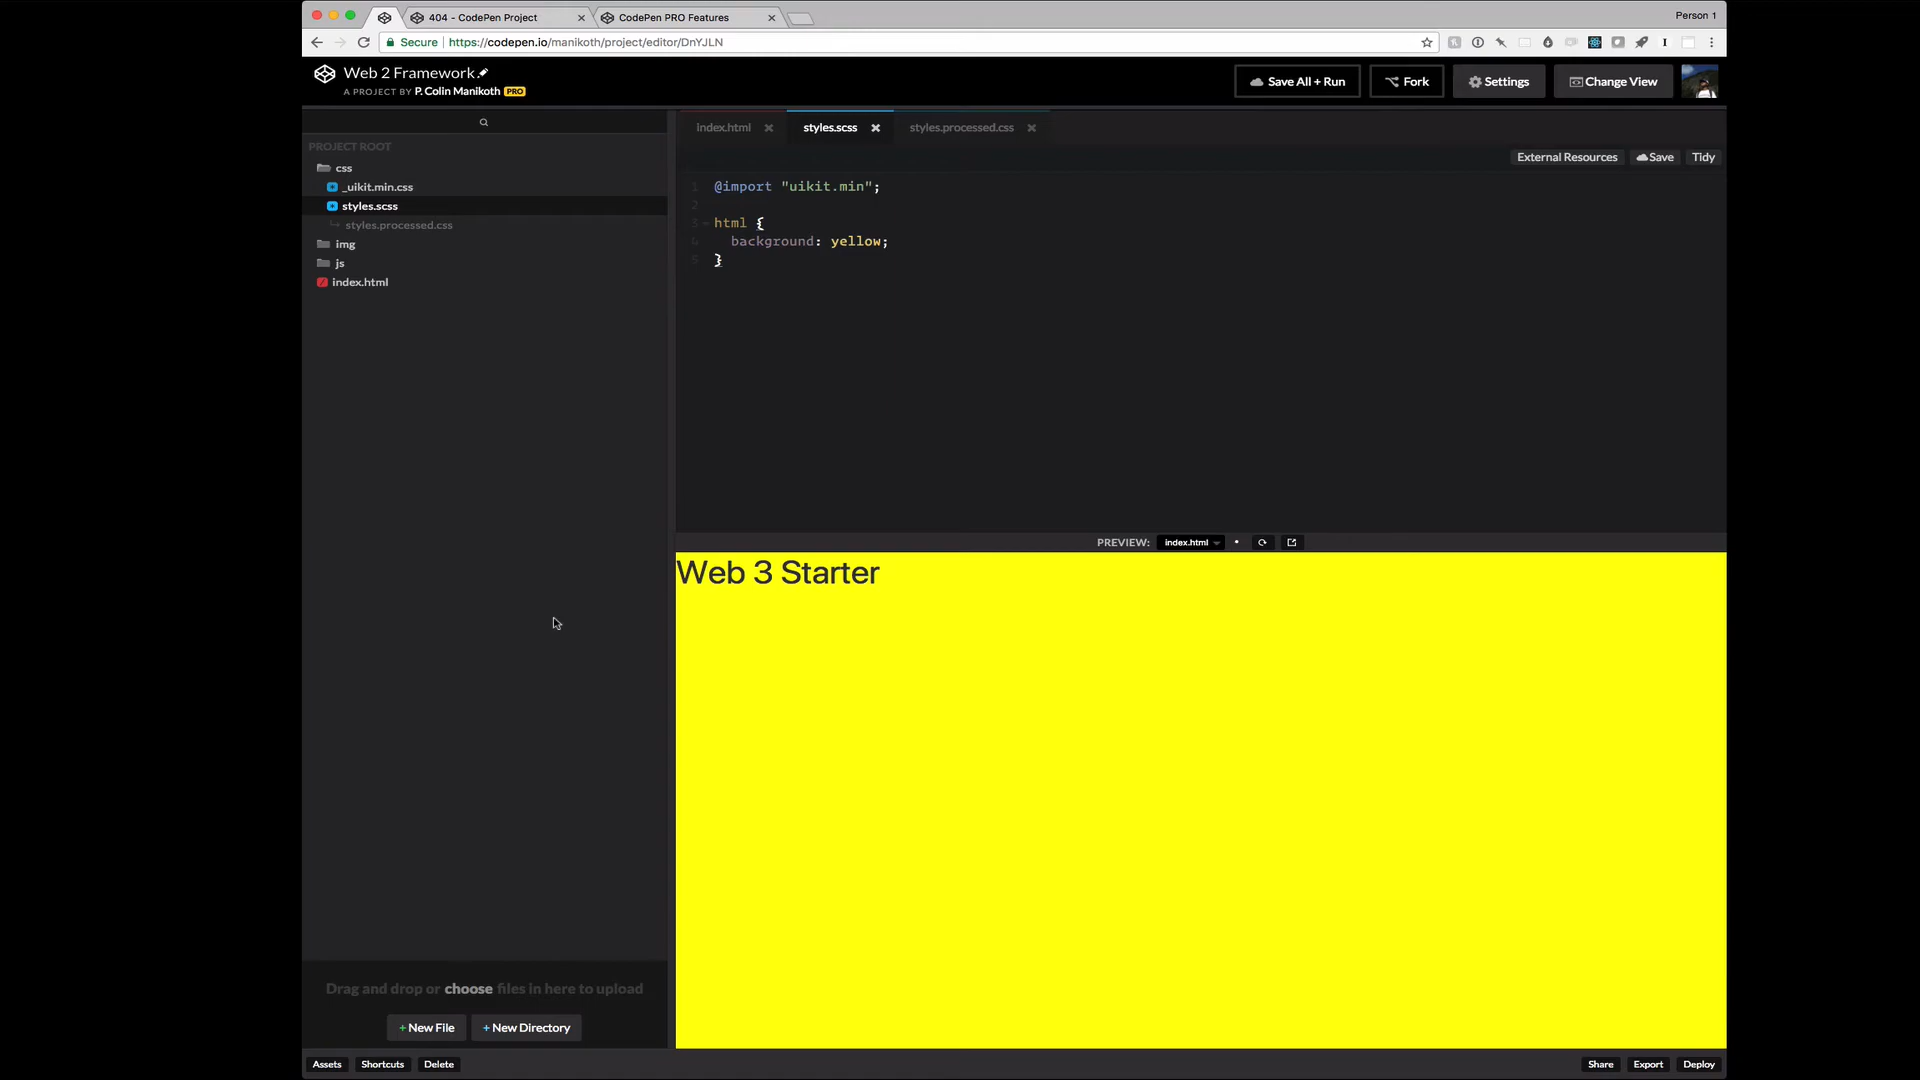 404 - CodePen Project
CodePen PRO Features
Person 1
Secure https://codepen.io/manikoth/project/editor/DnYJLN
Web 2 Framework
A PROJECT BY P. Colin Manikoth PRO
Save All + Run
Fork
Settings
Change View
PROJECT ROOT
css
_uikit.min.css
styles.scss
styles.processed.css
img
js
index.html
index.html
styles.scss
styles.processed.css
External Resources
Save
Tidy
1 @import "uikit.min";
2
3 html {
4 background: yellow;
5 }
PREVIEW: index.html
Web 3 Starter
Drag and drop or choose files in here to upload
+ New File
+ New Directory
Assets
Shortcuts
Delete
Share
Export
Deploy